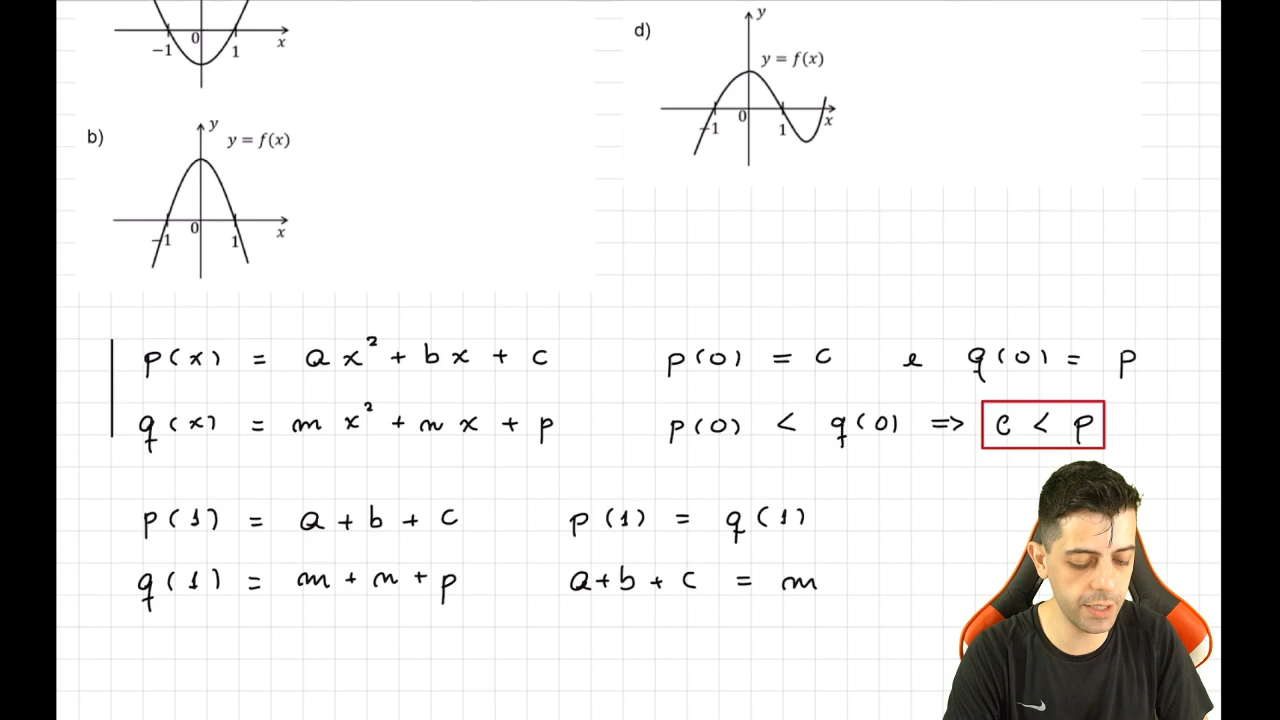 0
−1 1 x
b)
y
y = f(x)
0
−1 1 x
d)
y
y = f(x)
0
−1 1 x
p(x) = ax² + bx + c
q(x) = mx² + nx + p
p(0) = c e q(0) = p
p(0) < q(0) => c < p
p(1) = a + b + c
q(1) = m + n + p
p(1) = q(1)
a+b+c = m